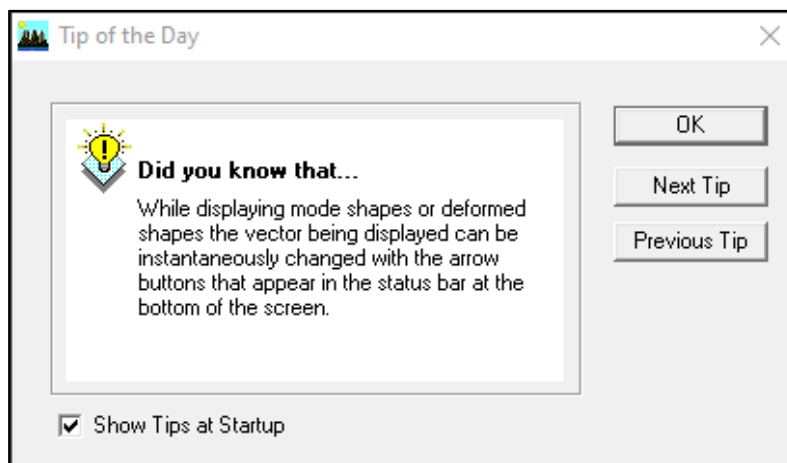 Tip of the Day
Did you know that...
While displaying mode shapes or deformed
shapes the vector being displayed can be
instantaneously changed with the arrow
buttons that appear in the status bar at the
bottom of the screen.
OK
Next Tip
Previous Tip
Show Tips at Startup